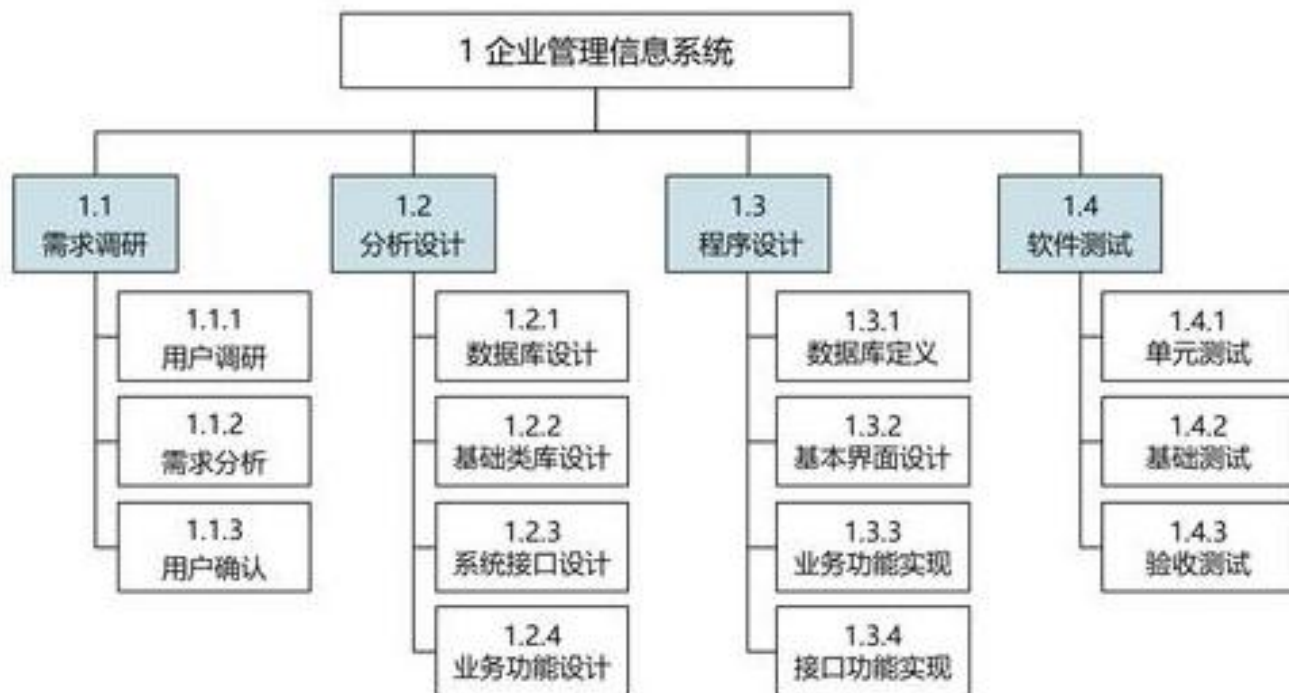 1 企业管理信息系统
1.1
需求调研
1.2
分析设计
1.3
程序设计
1.4
软件测试
1.1.1
用户调研
1.1.2
需求分析
1.1.3
用户确认
1.2.1
数据库设计
1.2.2
基础类库设计
1.2.3
系统接口设计
1.2.4
业务功能设计
1.3.1
数据库定义
1.3.2
基本界面设计
1.3.3
业务功能实现
1.3.4
接口功能实现
1.4.1
单元测试
1.4.2
基础测试
1.4.3
验收测试